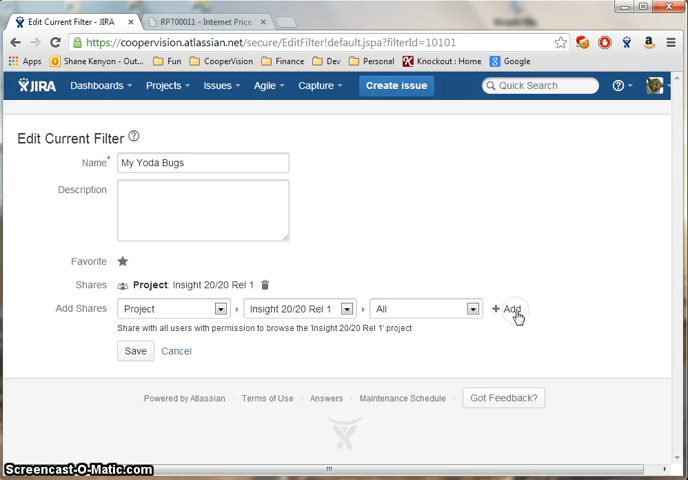 Edit Current Filter - JIRA
RPT00011 - Internet Price
https://coopervision.atlassian.net/secure/EditFilter!default.jspa?filterId=10101
Apps Shane Kenyon - Out... Fun CooperVision Finance Dev Personal Knockout : Home Google
JIRA Dashboards Projects Issues Agile Capture Create issue Quick Search
Edit Current Filter
Name* My Yoda Bugs
Description
Favorite
Shares Project: Insight 20/20 Rel 1
Add Shares Project Insight 20/20 Rel 1 All + Add
Share with all users with permission to browse the 'Insight 20/20 Rel 1' project
Save Cancel
Powered by Atlassian · Terms of Use · Answers · Maintenance Schedule · Got Feedback?
Screencast-O-Matic.com